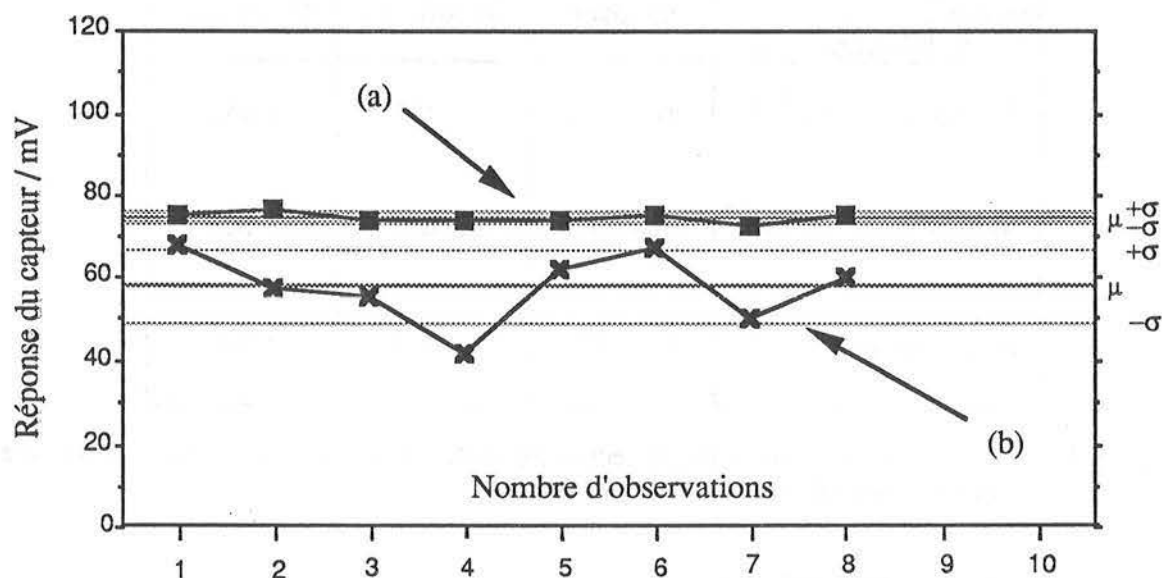 Réponse du capteur / mV
120
100
80
60
40
20
0
(a)
(b)
+σ
μ
−σ
+σ
μ
−σ
Nombre d'observations
1 2 3 4 5 6 7 8 9 10